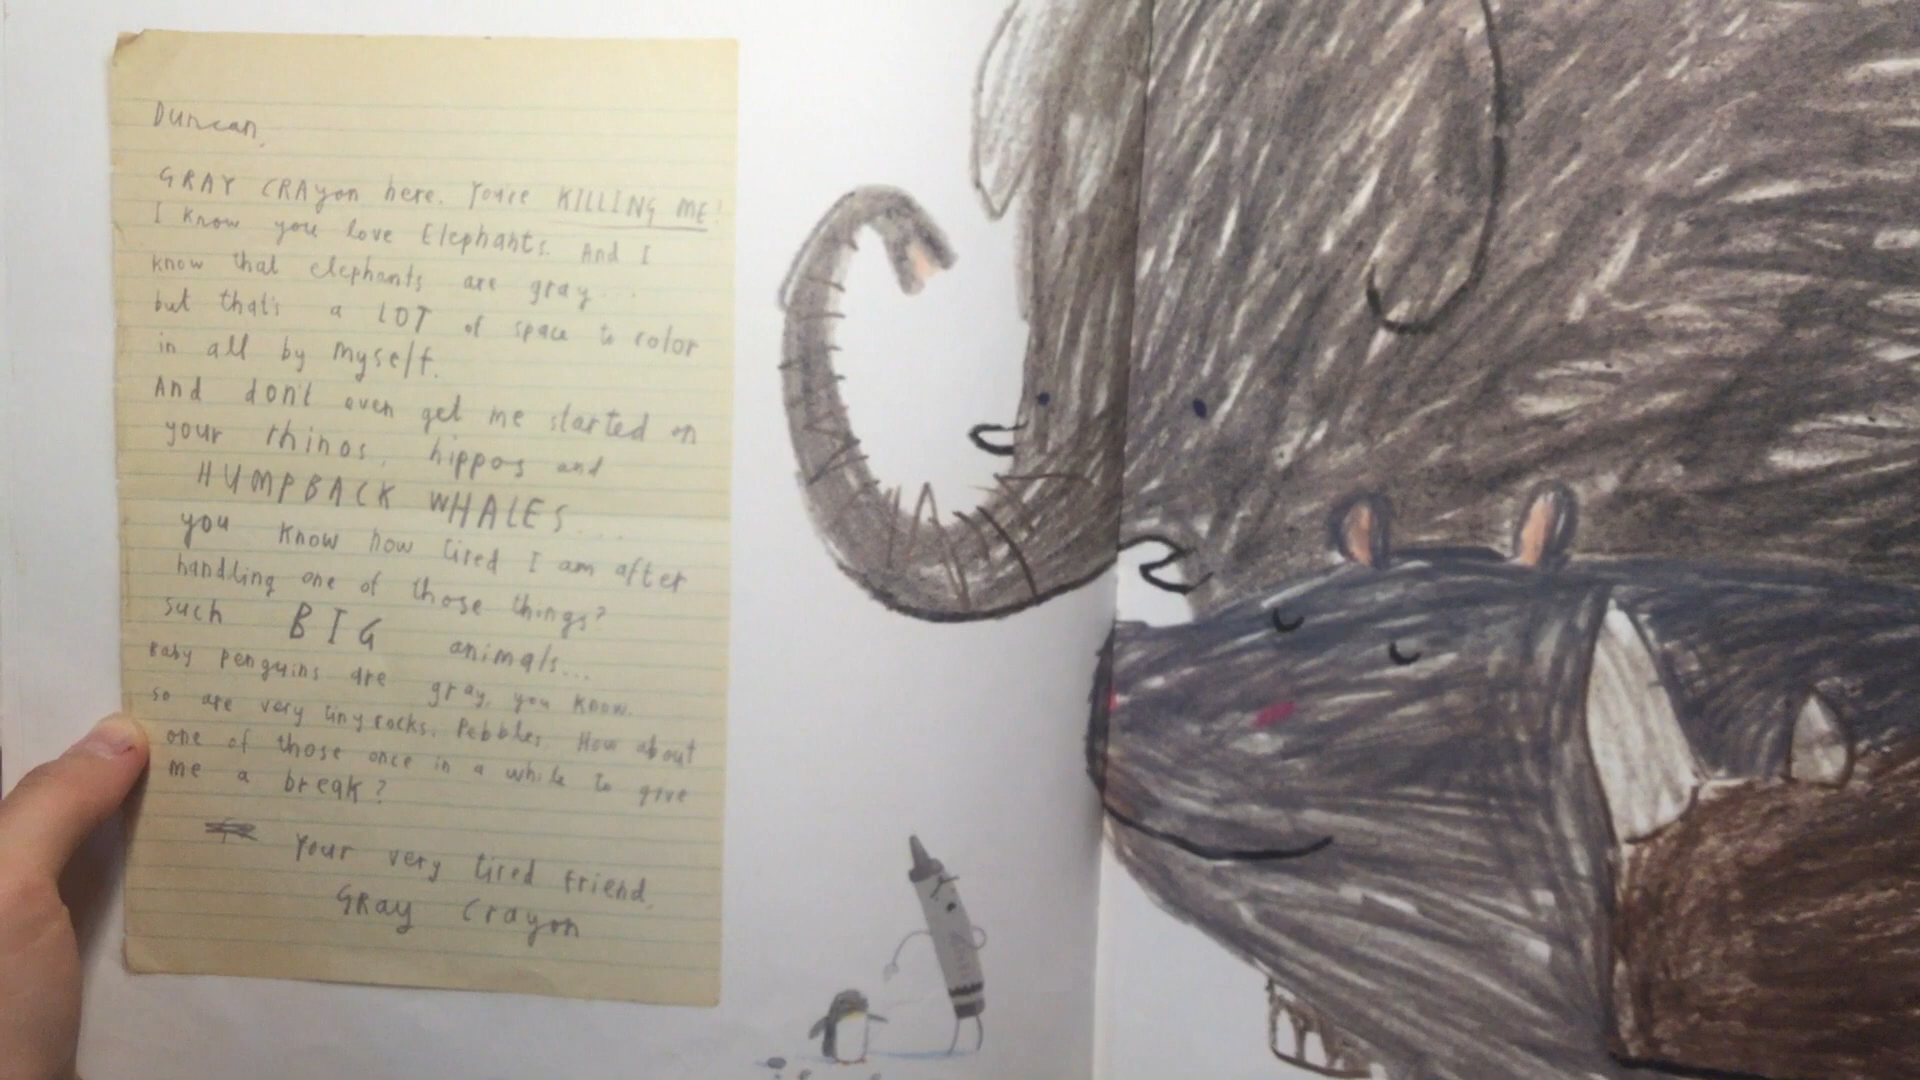 Duncan,
GRAY CRAyon here. You're KILLING ME!
I know you love Elephants. And I
know that elephants are gray...
but that's a LOT of space to color
in all by myself.
And don't even get me started on
your rhinos, hippos and
HUMPBACK WHALES...
you know how tired I am after
handling one of those things?
such BIG animals...
Baby penguins are gray, you know.
so are very tiny rocks. Pebbles. How about
one of those once in a while to give
me a break?
Your very tired friend,
GRay Crayon